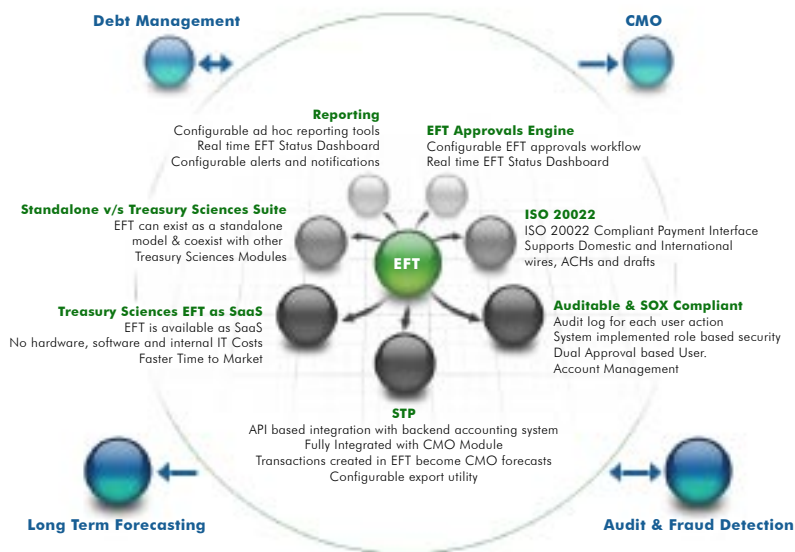 Debt Management
CMO
Reporting
Configurable ad hoc reporting tools
Real time EFT Status Dashboard
Configurable alerts and notifications
EFT Approvals Engine
Configurable EFT approvals workflow
Real time EFT Status Dashboard
Standalone v/s Treasury Sciences Suite
EFT can exist as a standalone
model & coexist with other
Treasury Sciences Modules
ISO 20022
ISO 20022 Compliant Payment Interface
Supports Domestic and International
wires, ACHs and drafts
EFT
Treasury Sciences EFT as SaaS
EFT is available as SaaS
No hardware, software and internal IT Costs
Faster Time to Market
Auditable & SOX Compliant
Audit log for each user action
System implemented role based security
Dual Approval based User.
Account Management
STP
API based integration with backend accounting system
Fully Integrated with CMO Module
Transactions created in EFT become CMO forecasts
Configurable export utility
Long Term Forecasting
Audit & Fraud Detection